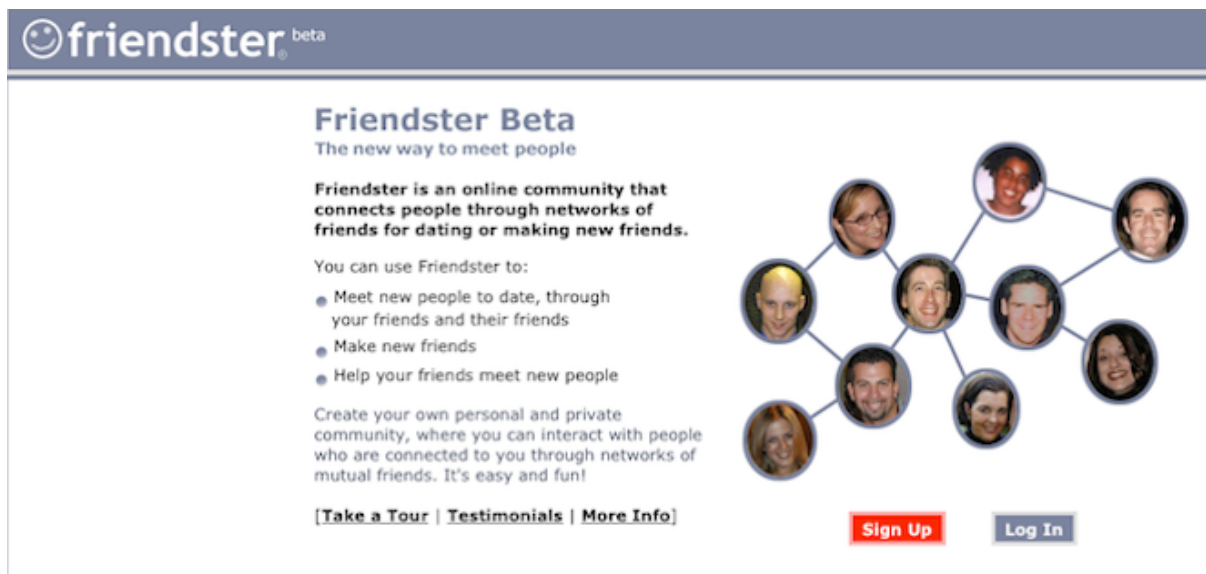 friendster® beta
Friendster Beta
The new way to meet people
Friendster is an online community that
connects people through networks of
friends for dating or making new friends.
You can use Friendster to:
Meet new people to date, through
your friends and their friends
Make new friends
Help your friends meet new people
Create your own personal and private
community, where you can interact with people
who are connected to you through networks of
mutual friends. It's easy and fun!
[Take a Tour | Testimonials | More Info]
Sign Up
Log In